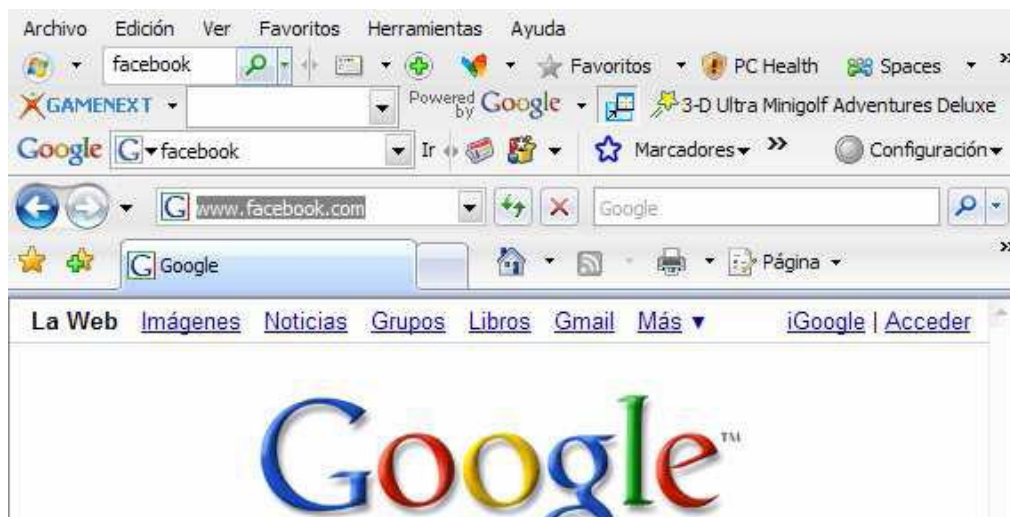 Archivo Edición Ver Favoritos Herramientas Ayuda
facebook Favoritos PC Health Spaces »
GAMENEXT Powered by Google 3-D Ultra Minigolf Adventures Deluxe
Google G facebook Ir Marcadores » Configuración
G www.facebook.com Google
G Google Página »
La Web Imágenes Noticias Grupos Libros Gmail Más ▼ iGoogle | Acceder
Google™